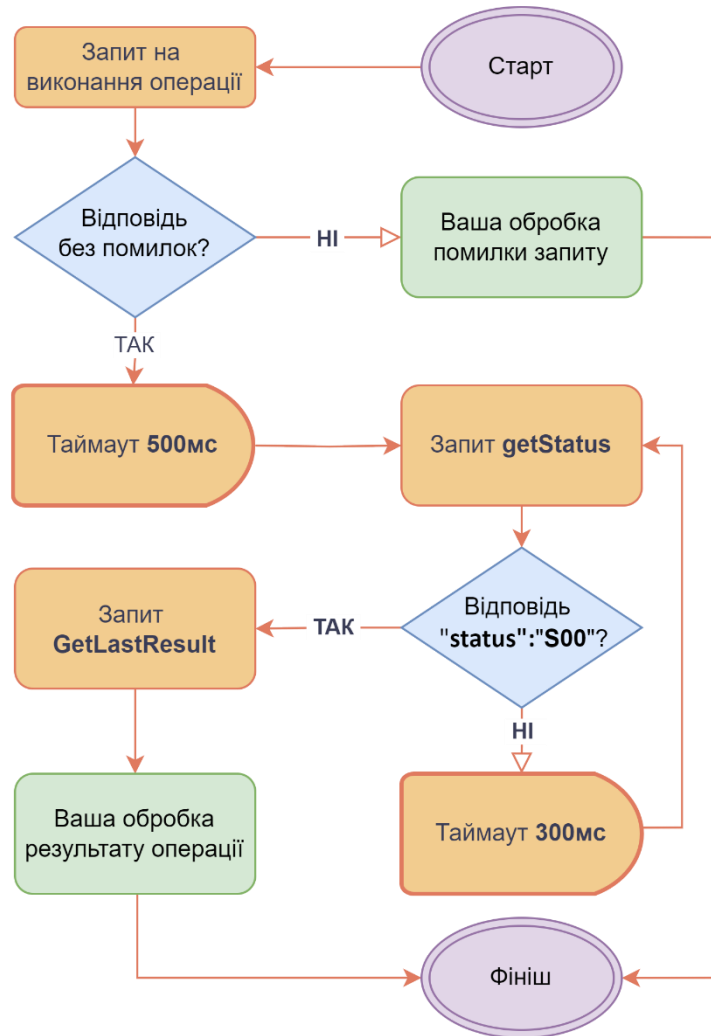 Старт
Запит на
виконання операції
Відповідь
без помилок?
НІ
Ваша обробка
помилки запиту
ТАК
Таймаут 500мс
Запит getStatus
Відповідь
"status":"S00"?
ТАК
Запит
GetLastResult
НІ
Таймаут 300мс
Ваша обробка
результату операції
Фініш